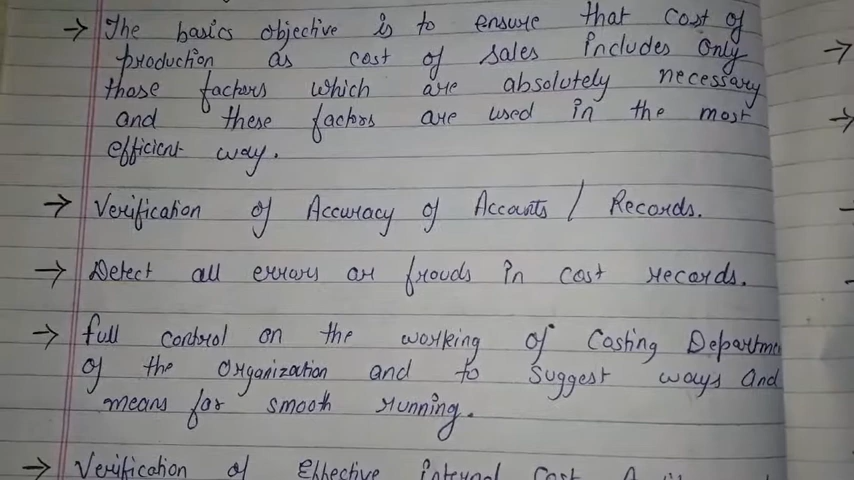 → The basics objective is to ensure that cost of
production as cost of sales includes only
those factors which are absolutely necessary
and these factors are used in the most
efficient way.
→ Verification of Accuracy of Accounts / Records.
→ Detect all errors or frouds in cost records.
→ full control on the working of Costing
of the Organization and to suggest ways and
means for smooth running.
→ Verification of Effective internal Cost